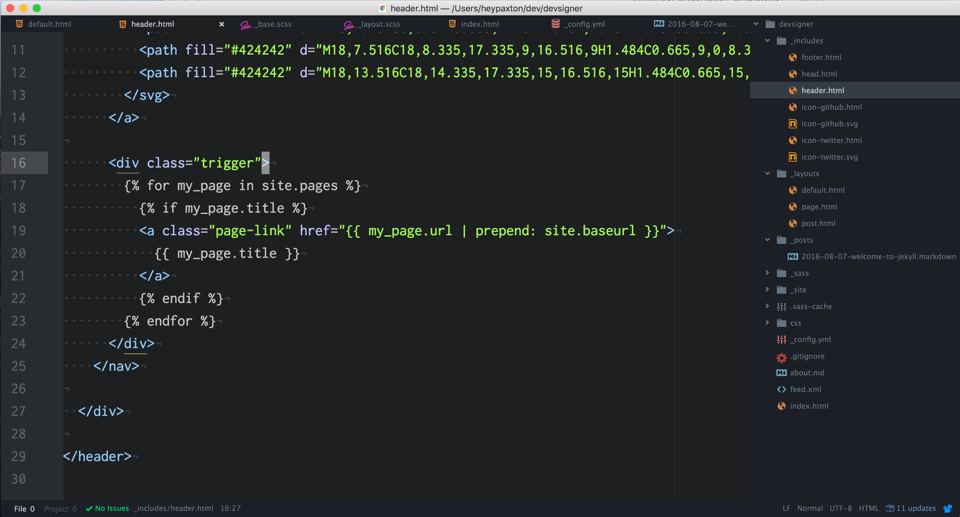 header.html — /Users/heypaxton/dev/devsigner
default.html header.html × _base.scss _layout.scss index.html _config.yml 2016-08-07-we...
11 <path fill="#424242" d="M18,7.516C18,8.335,17.335,9,16.516,9H1.484C0.665,9,0,8.3
12 <path fill="#424242" d="M18,13.516C18,14.335,17.335,15,16.516,15H1.484C0.665,15,
13 </svg>
14 </a>
15
16 <div class="trigger">
17 {% for my_page in site.pages %}
18 {% if my_page.title %}
19 <a class="page-link" href="{{ my_page.url | prepend: site.baseurl }}">
20 {{ my_page.title }}
21 </a>
22 {% endif %}
23 {% endfor %}
24 </div>
25 </nav>
26
27 </div>
28
29 </header>
30
devsigner
_includes
footer.html
head.html
header.html
icon-github.html
icon-github.svg
icon-twitter.html
icon-twitter.svg
_layouts
default.html
page.html
post.html
_posts
2016-08-07-welcome-to-jekyll.markdown
_sass
_site
.sass-cache
css
_config.yml
.gitignore
about.md
feed.xml
index.html
File 0 Project 0 No Issues _includes/header.html 16:27 LF Normal UTF-8 HTML 11 updates